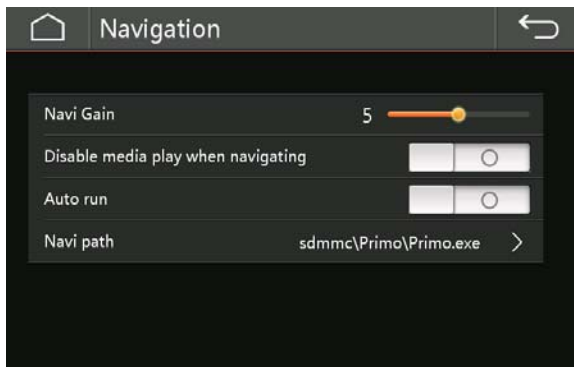 Navigation
Navi Gain 5
Disable media play when navigating
Auto run
Navi path sdmmc\Primo\Primo.exe